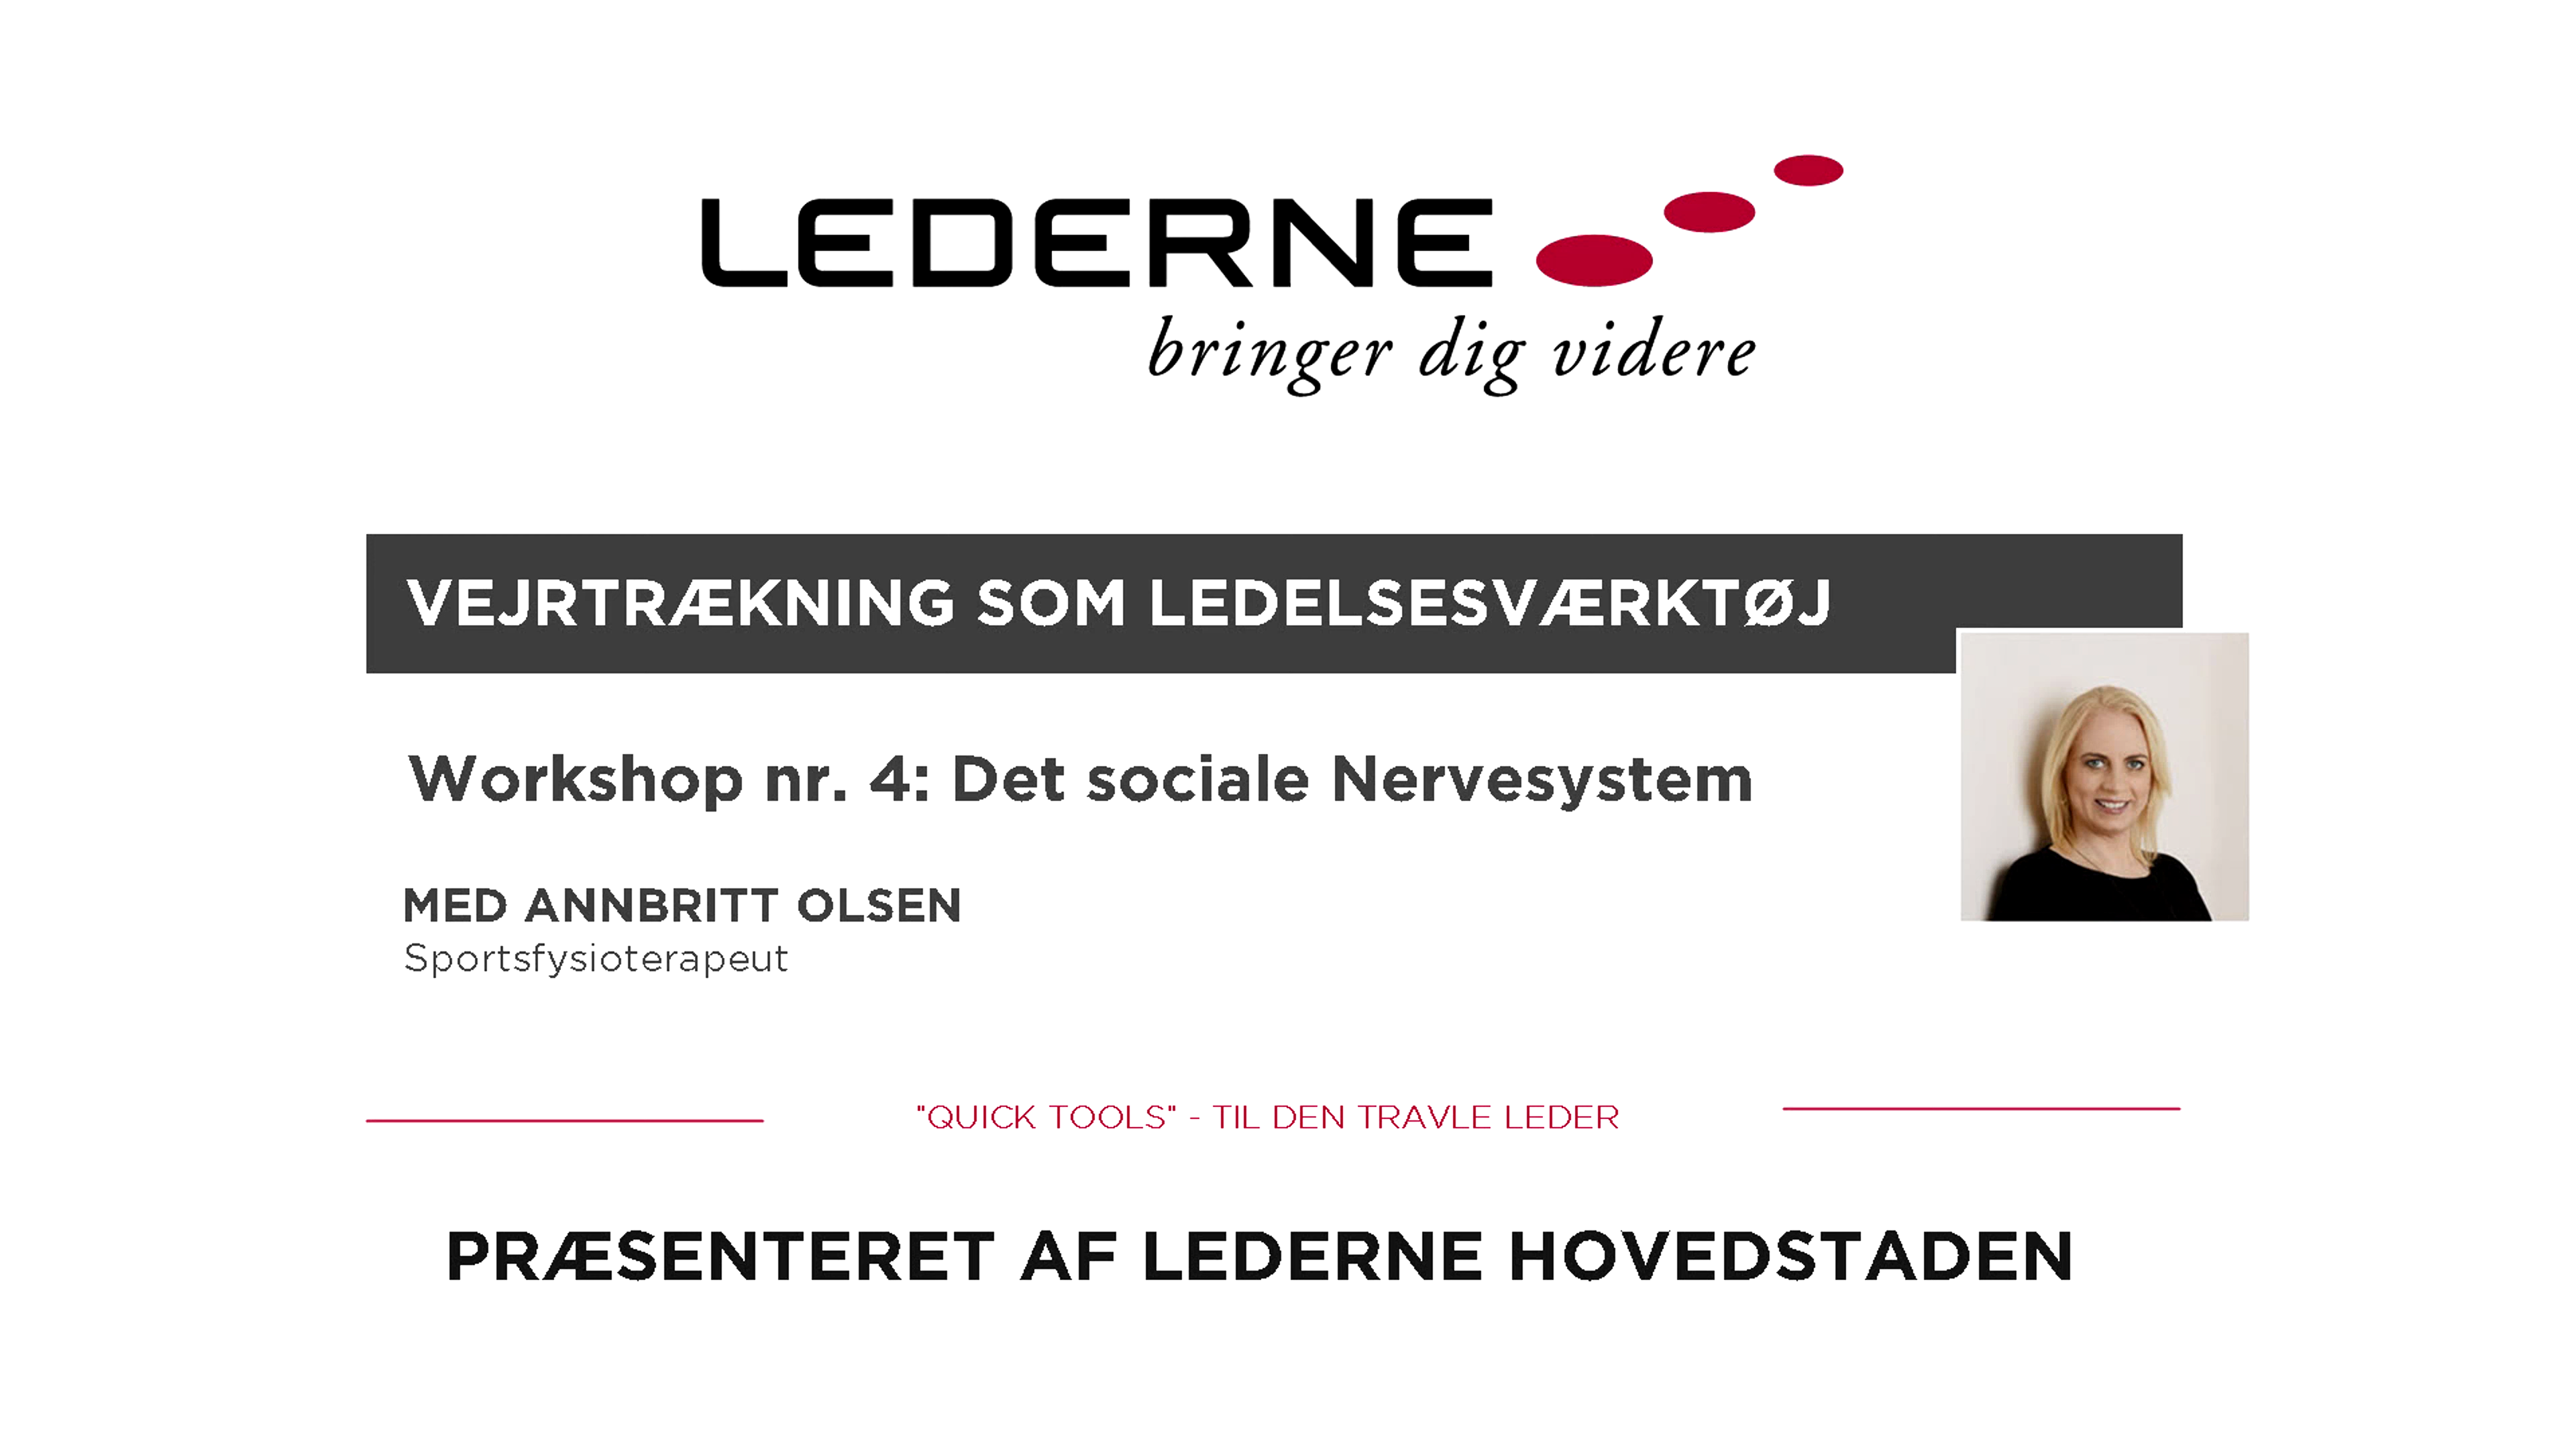 LEDERNE
bringer dig videre
VEJRTRÆKNING SOM LEDELSESVÆRKTØJ
Workshop nr. 4: Det sociale Nervesystem
MED ANNBRITT OLSEN
Sportsfysioterapeut
"QUICK TOOLS" - TIL DEN TRAVLE LEDER
PRÆSENTERET AF LEDERNE HOVEDSTADEN